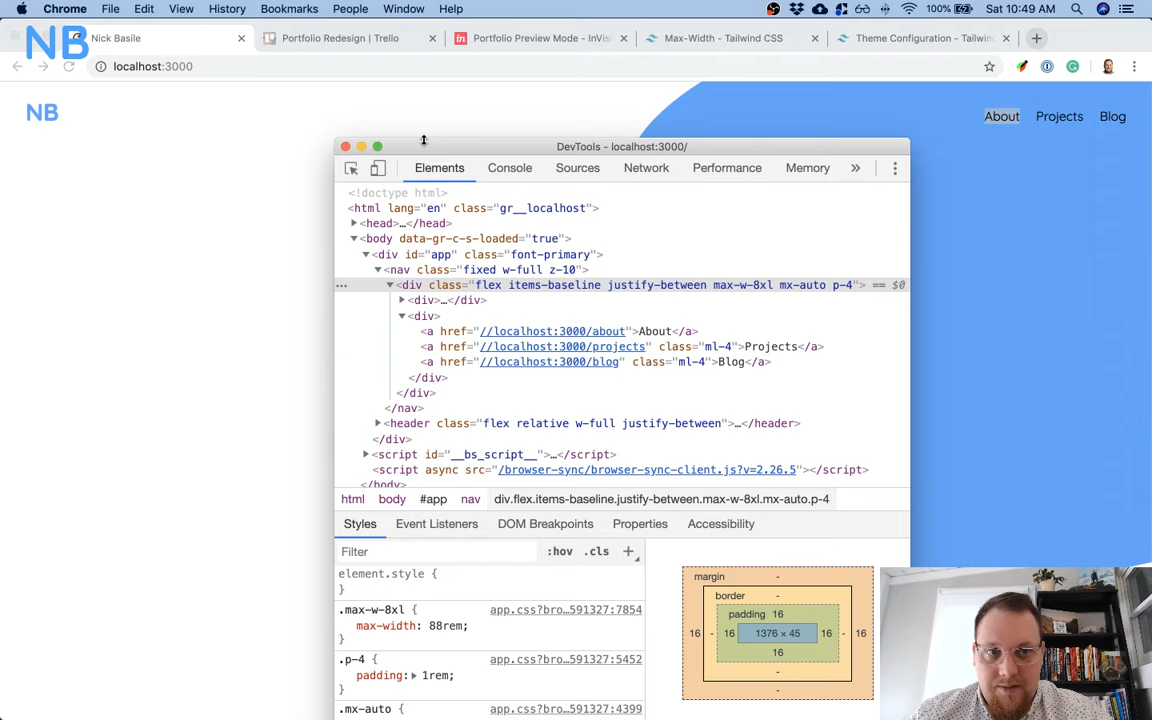 Chrome File Edit View History Bookmarks People Window Help 100% Sat 10:49 AM
NB
Nick Basile
Portfolio Redesign | Trello
Portfolio Preview Mode - InVis
Max-Width - Tailwind CSS
Theme Configuration - Tailwin
localhost:3000
NB
About Projects Blog
DevTools - localhost:3000/
Elements Console Sources Network Performance Memory »
<!doctype html>
<html lang="en" class="gr__localhost">
<head>…</head>
<body data-gr-c-s-loaded="true">
<div id="app" class="font-primary">
<nav class="fixed w-full z-10">
<div class="flex items-baseline justify-between max-w-8xl mx-auto p-4"> == $0
<div>…</div>
<div>
<a href="//localhost:3000/about">About</a>
<a href="//localhost:3000/projects" class="ml-4">Projects</a>
<a href="//localhost:3000/blog" class="ml-4">Blog</a>
</div>
</div>
</nav>
<header class="flex relative w-full justify-between">…</header>
</div>
<script id="__bs_script__">…</script>
<script async src="/browser-sync/browser-sync-client.js?v=2.26.5"></script>
</body>
html body #app nav div.flex.items-baseline.justify-between.max-w-8xl.mx-auto.p-4
Styles Event Listeners DOM Breakpoints Properties Accessibility
Filter :hov .cls +
element.style {
}
.max-w-8xl { app.css?bro…591327:7854
max-width: 88rem;
}
.p-4 { app.css?bro…591327:5452
padding: 1rem;
}
.mx-auto { app.css?bro…591327:4399
margin -
border -
padding 16
16 - 16 1376 × 45 16 - 16
16
-
-